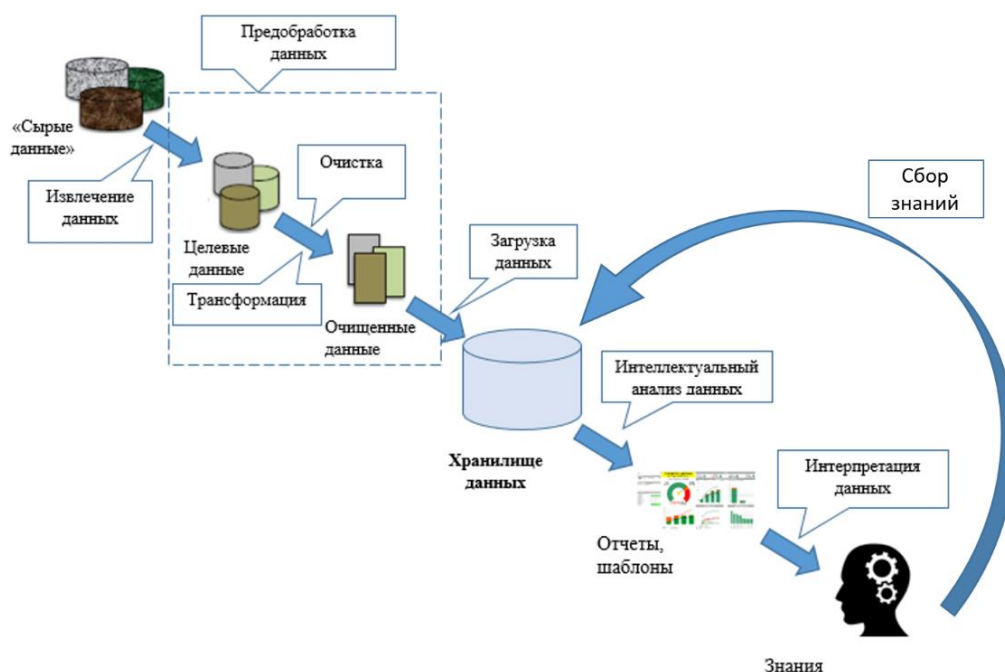 Предобработка
данных
«Сырые
данные»
Извлечение
данных
Очистка
Целевые
данные
Трансформация
Очищенные
данные
Загрузка
данных
Сбор
знаний
Хранилище
данных
Интеллектуальный
анализ данных
Отчеты,
шаблоны
Интерпретация
данных
Знания